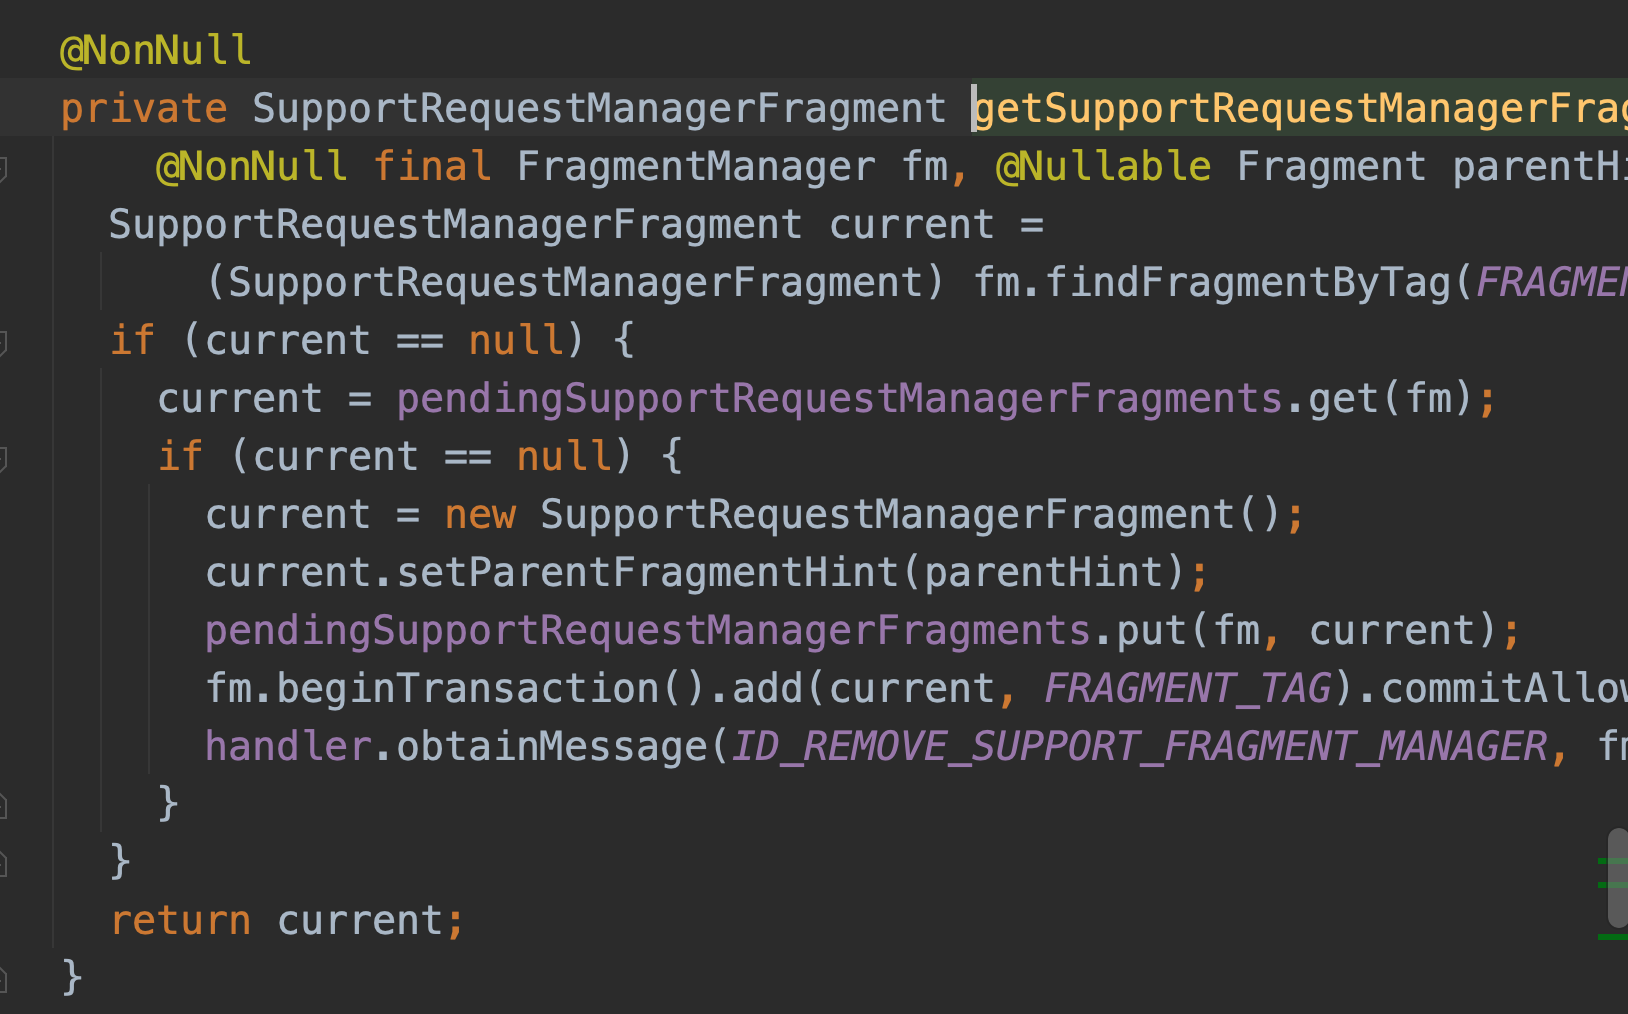 @NonNull
private SupportRequestManagerFragment getSupportRequestManagerFrag
@NonNull final FragmentManager fm, @Nullable Fragment parentHi
SupportRequestManagerFragment current =
(SupportRequestManagerFragment) fm.findFragmentByTag(FRAGMEN
if (current == null) {
current = pendingSupportRequestManagerFragments.get(fm);
if (current == null) {
current = new SupportRequestManagerFragment();
current.setParentFragmentHint(parentHint);
pendingSupportRequestManagerFragments.put(fm, current);
fm.beginTransaction().add(current, FRAGMENT_TAG).commitAllow
handler.obtainMessage(ID_REMOVE_SUPPORT_FRAGMENT_MANAGER, fm
}
}
return current;
}